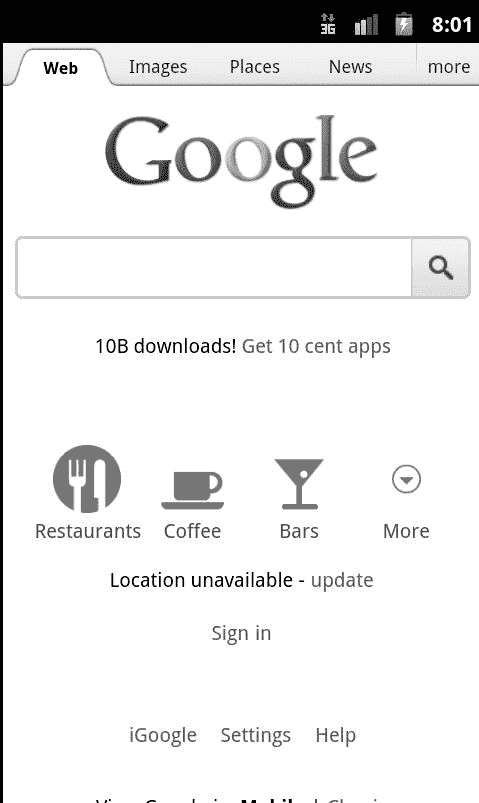 3G 8:01
Web Images Places News more
Google
10B downloads! Get 10 cent apps
Restaurants Coffee Bars More
Location unavailable - update
Sign in
iGoogle Settings Help